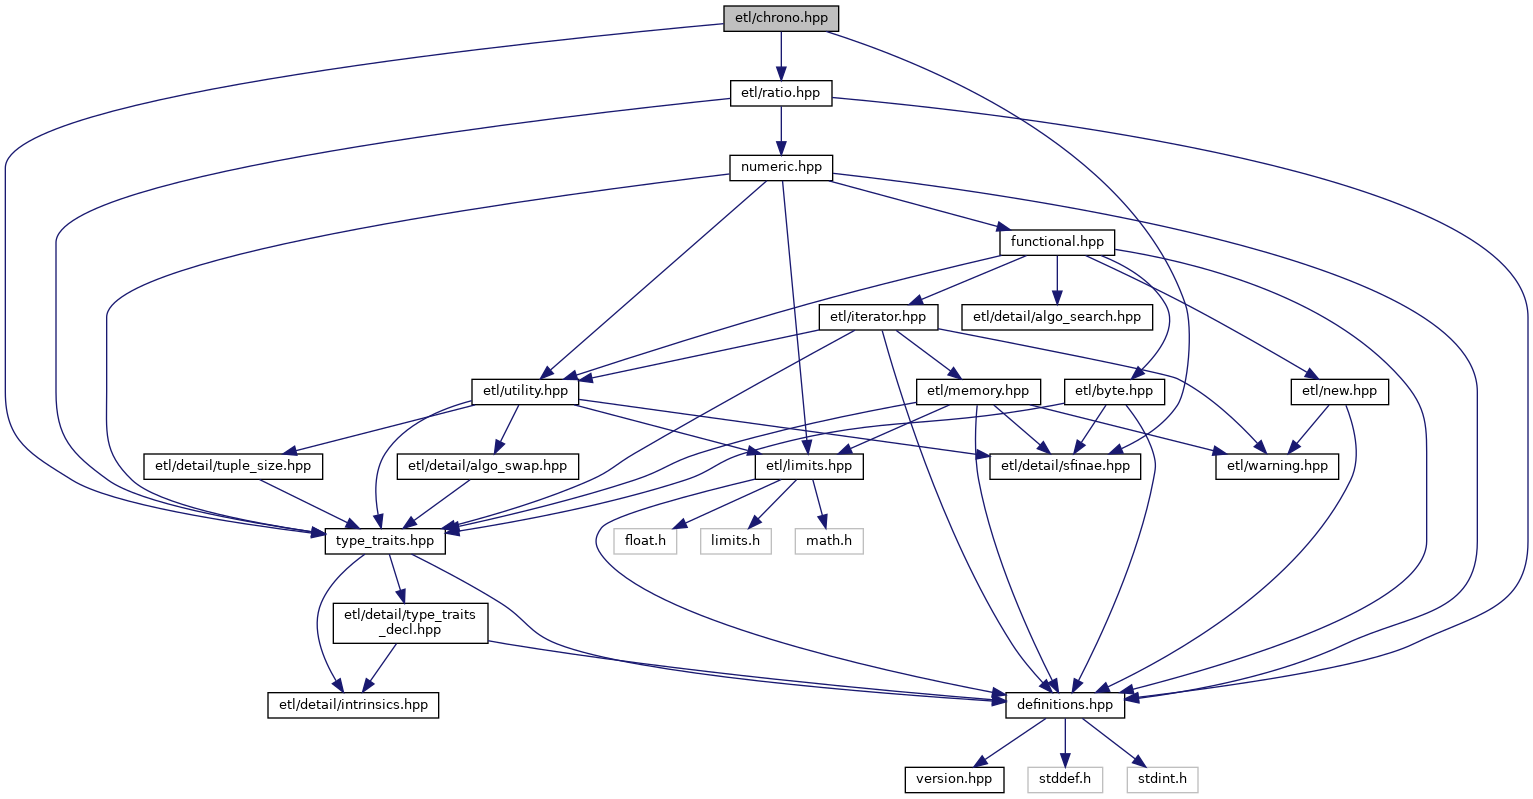 etl/chrono.hpp
etl/ratio.hpp
numeric.hpp
functional.hpp
etl/iterator.hpp
etl/detail/algo_search.hpp
etl/utility.hpp
etl/memory.hpp
etl/byte.hpp
etl/new.hpp
etl/detail/tuple_size.hpp
etl/detail/algo_swap.hpp
etl/limits.hpp
etl/detail/sfinae.hpp
etl/warning.hpp
type_traits.hpp
float.h
limits.h
math.h
etl/detail/type_traits
_decl.hpp
etl/detail/intrinsics.hpp
definitions.hpp
version.hpp
stddef.h
stdint.h